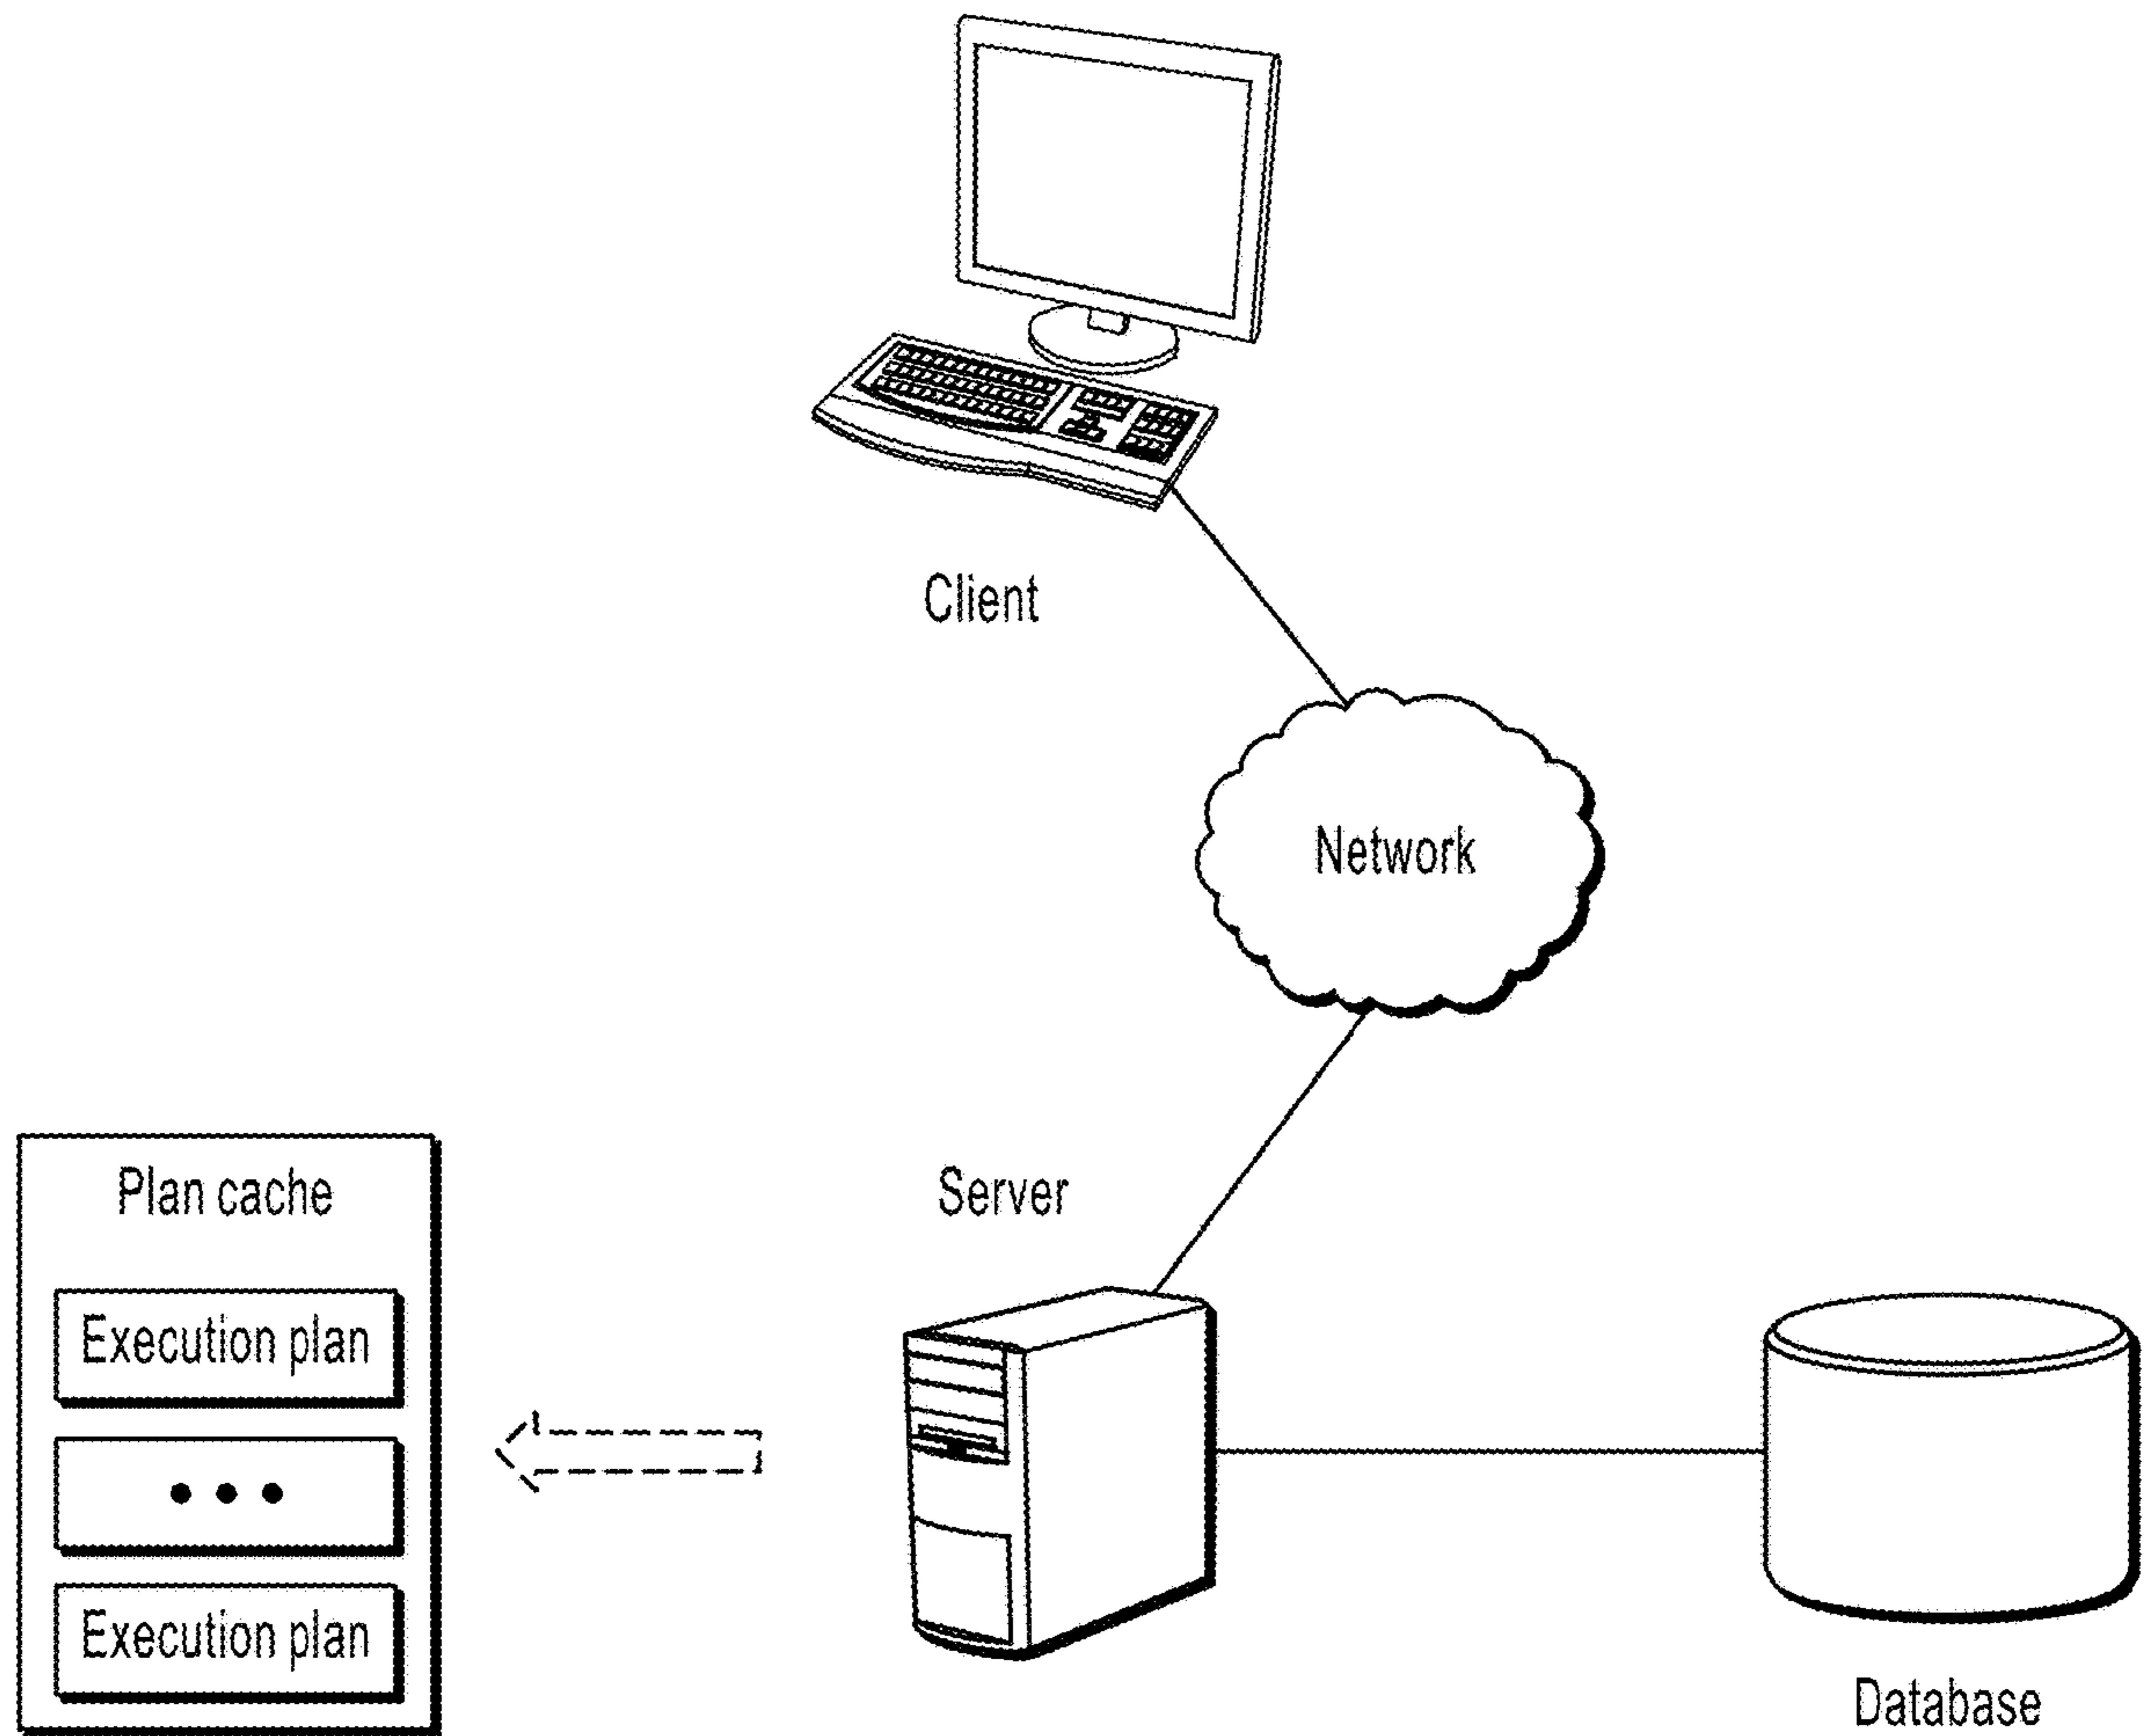 Client
Network
Server
Plan cache
Execution plan
• • •
Execution plan
Database